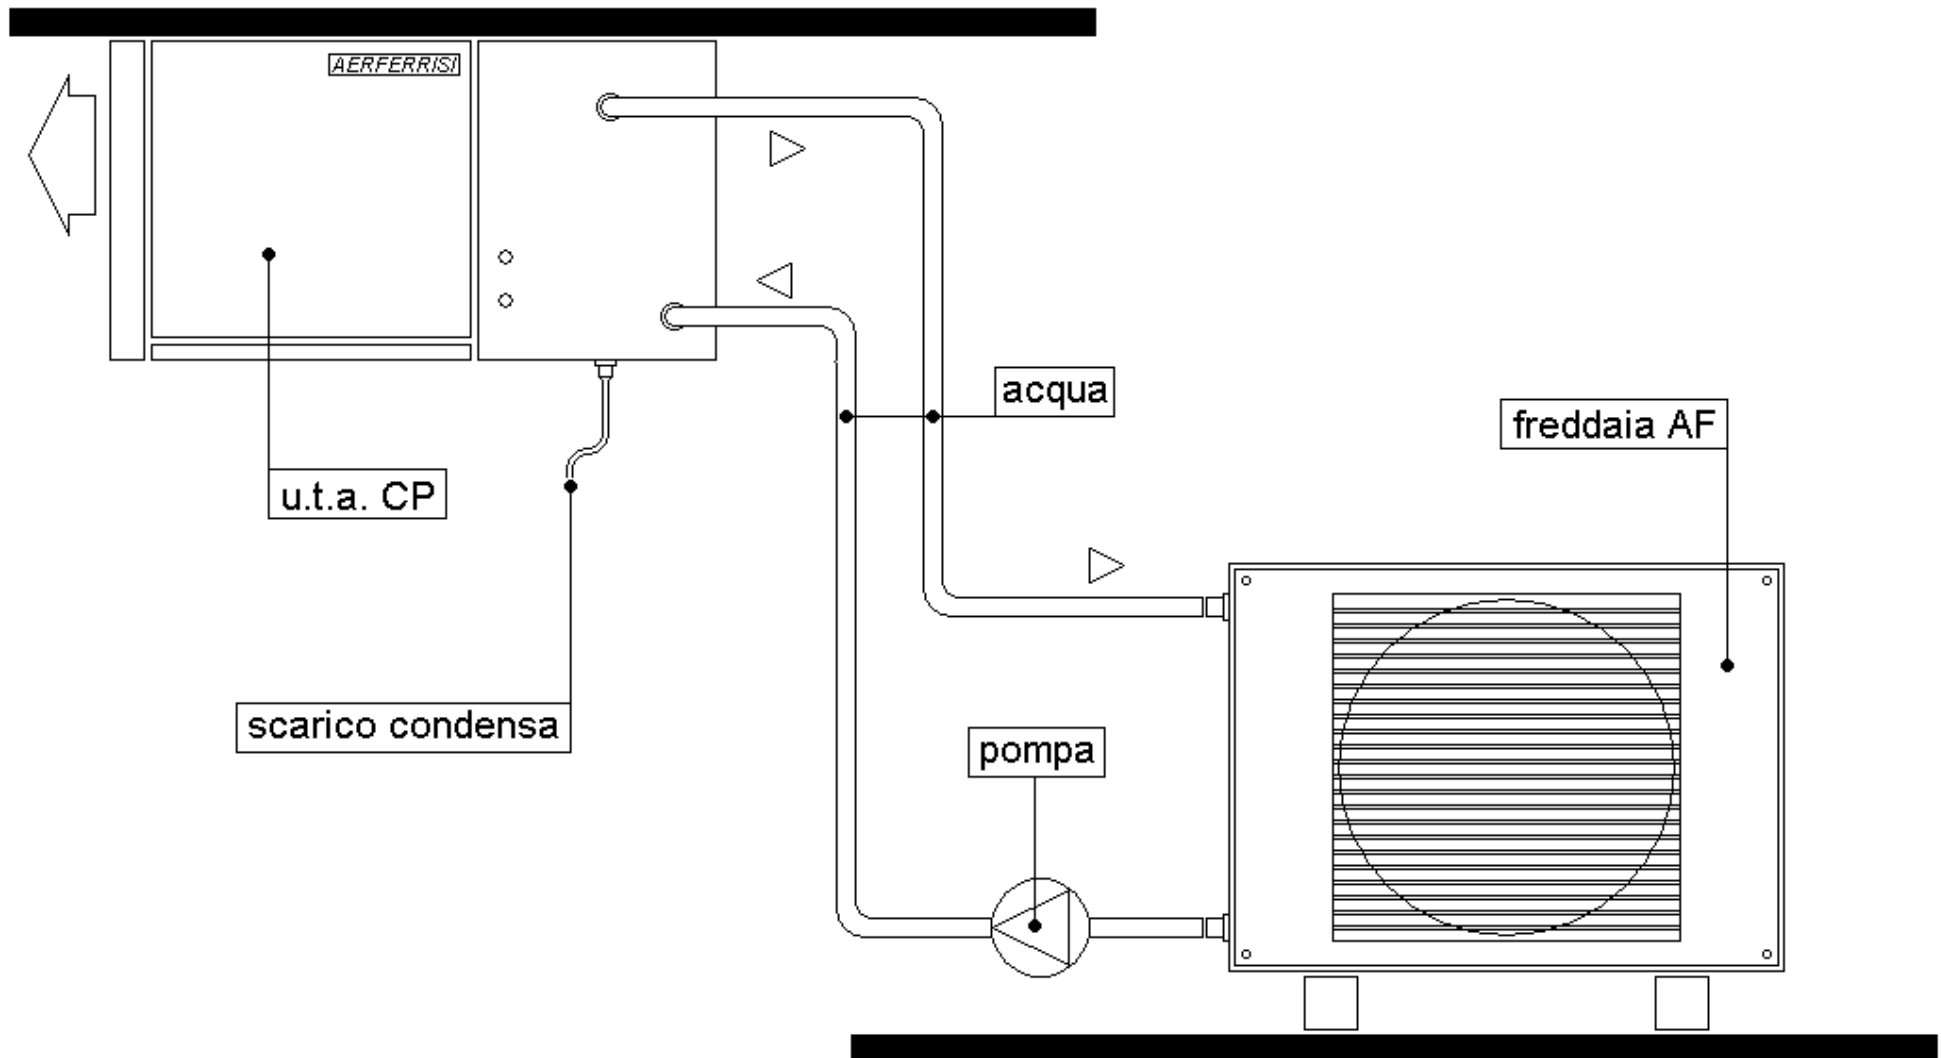 AERFERRISI
acqua
freddaia AF
u.t.a. CP
scarico condensa
pompa